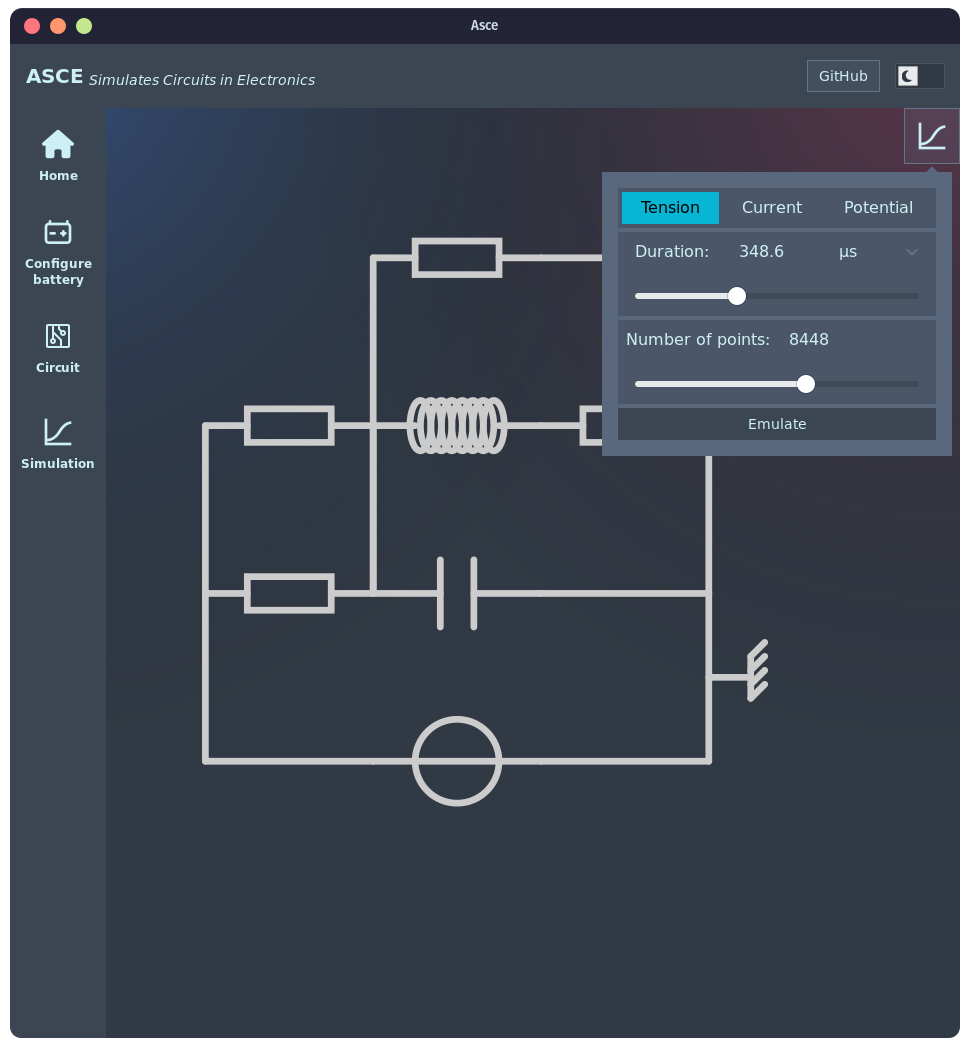 Asce
ASCE Simulates Circuits in Electronics
GitHub
Home
Configure
battery
Circuit
Simulation
Tension Current Potential
Duration: 348.6 µs
Number of points: 8448
Emulate